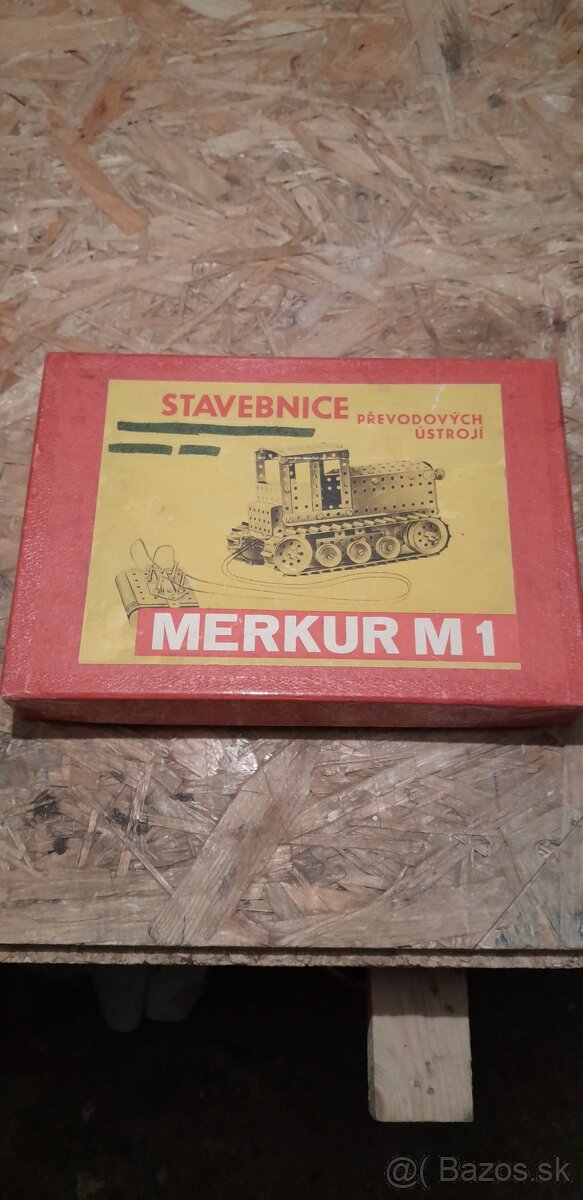 STAVEBNICE
PŘEVODOVÝCH
ÚSTROJÍ
MERKUR M 1
@( Bazos.sk